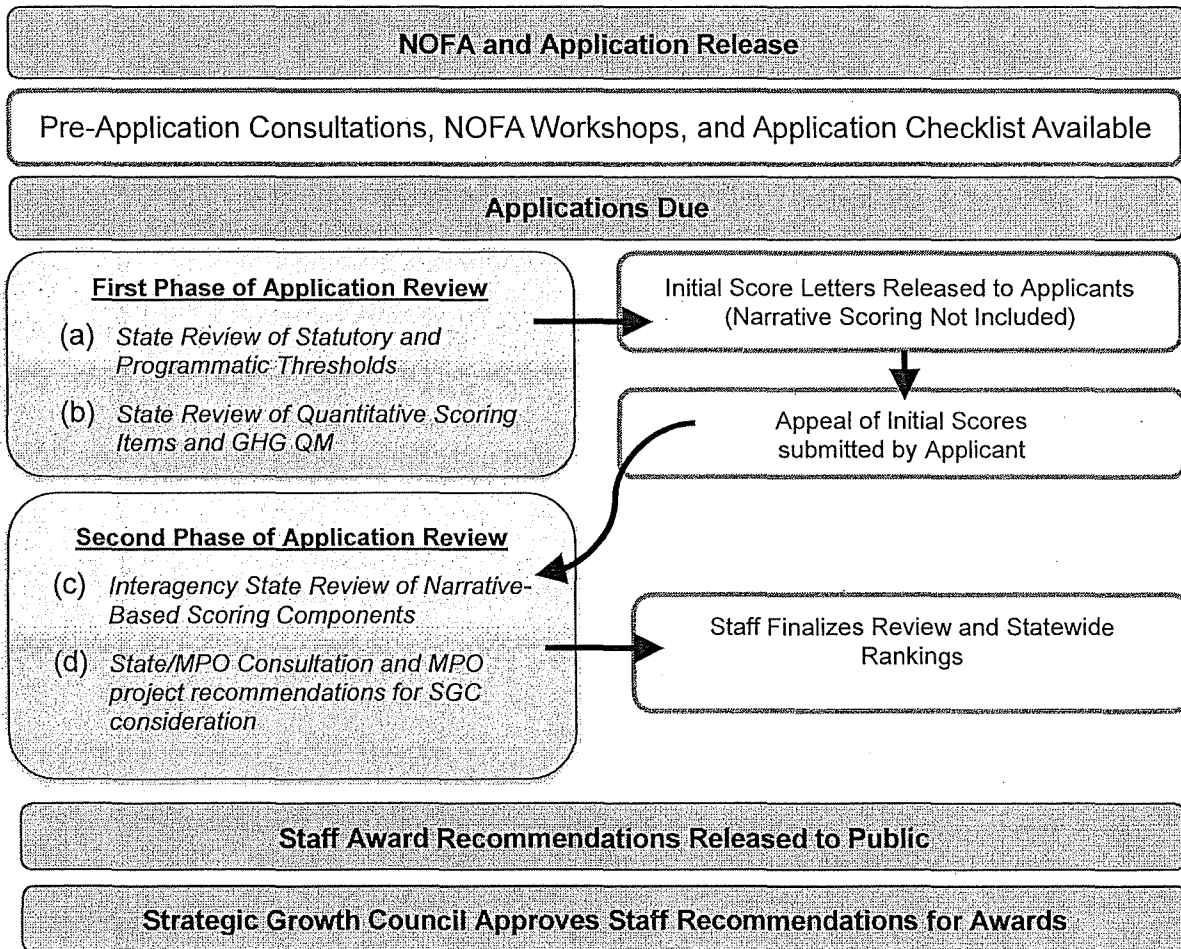 NOFA and Application Release
Pre-Application Consultations, NOFA Workshops, and Application Checklist Available
Applications Due
First Phase of Application Review
(a) State Review of Statutory and
Programmatic Thresholds
(b) State Review of Quantitative Scoring
Items and GHG QM
Initial Score Letters Released to Applicants
(Narrative Scoring Not Included)
Appeal of Initial Scores
submitted by Applicant
Second Phase of Application Review
(c) Interagency State Review of Narrative-
Based Scoring Components
(d) State/MPO Consultation and MPO
project recommendations for SGC
consideration
Staff Finalizes Review and Statewide
Rankings
Staff Award Recommendations Released to Public
Strategic Growth Council Approves Staff Recommendations for Awards